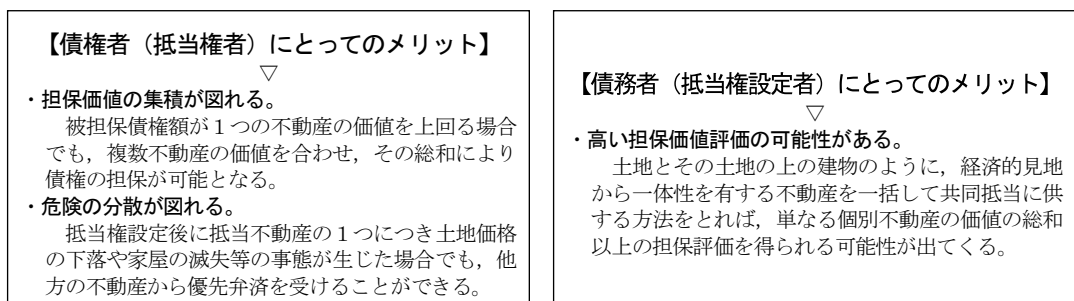 【債権者（抵当権者）にとってのメリット】
▽
・担保価値の集積が図れる。
被担保債権額が１つの不動産の価値を上回る場合
でも，複数不動産の価値を合わせ，その総和により
債権の担保が可能となる。
・危険の分散が図れる。
抵当権設定後に抵当不動産の１つにつき土地価格
の下落や家屋の滅失等の事態が生じた場合でも，他
方の不動産から優先弁済を受けることができる。
【債務者（抵当権設定者）にとってのメリット】
▽
・高い担保価値評価の可能性がある。
土地とその土地の上の建物のように，経済的見地
から一体性を有する不動産を一括して共同抵当に供
する方法をとれば，単なる個別不動産の価値の総和
以上の担保評価を得られる可能性が出てくる。